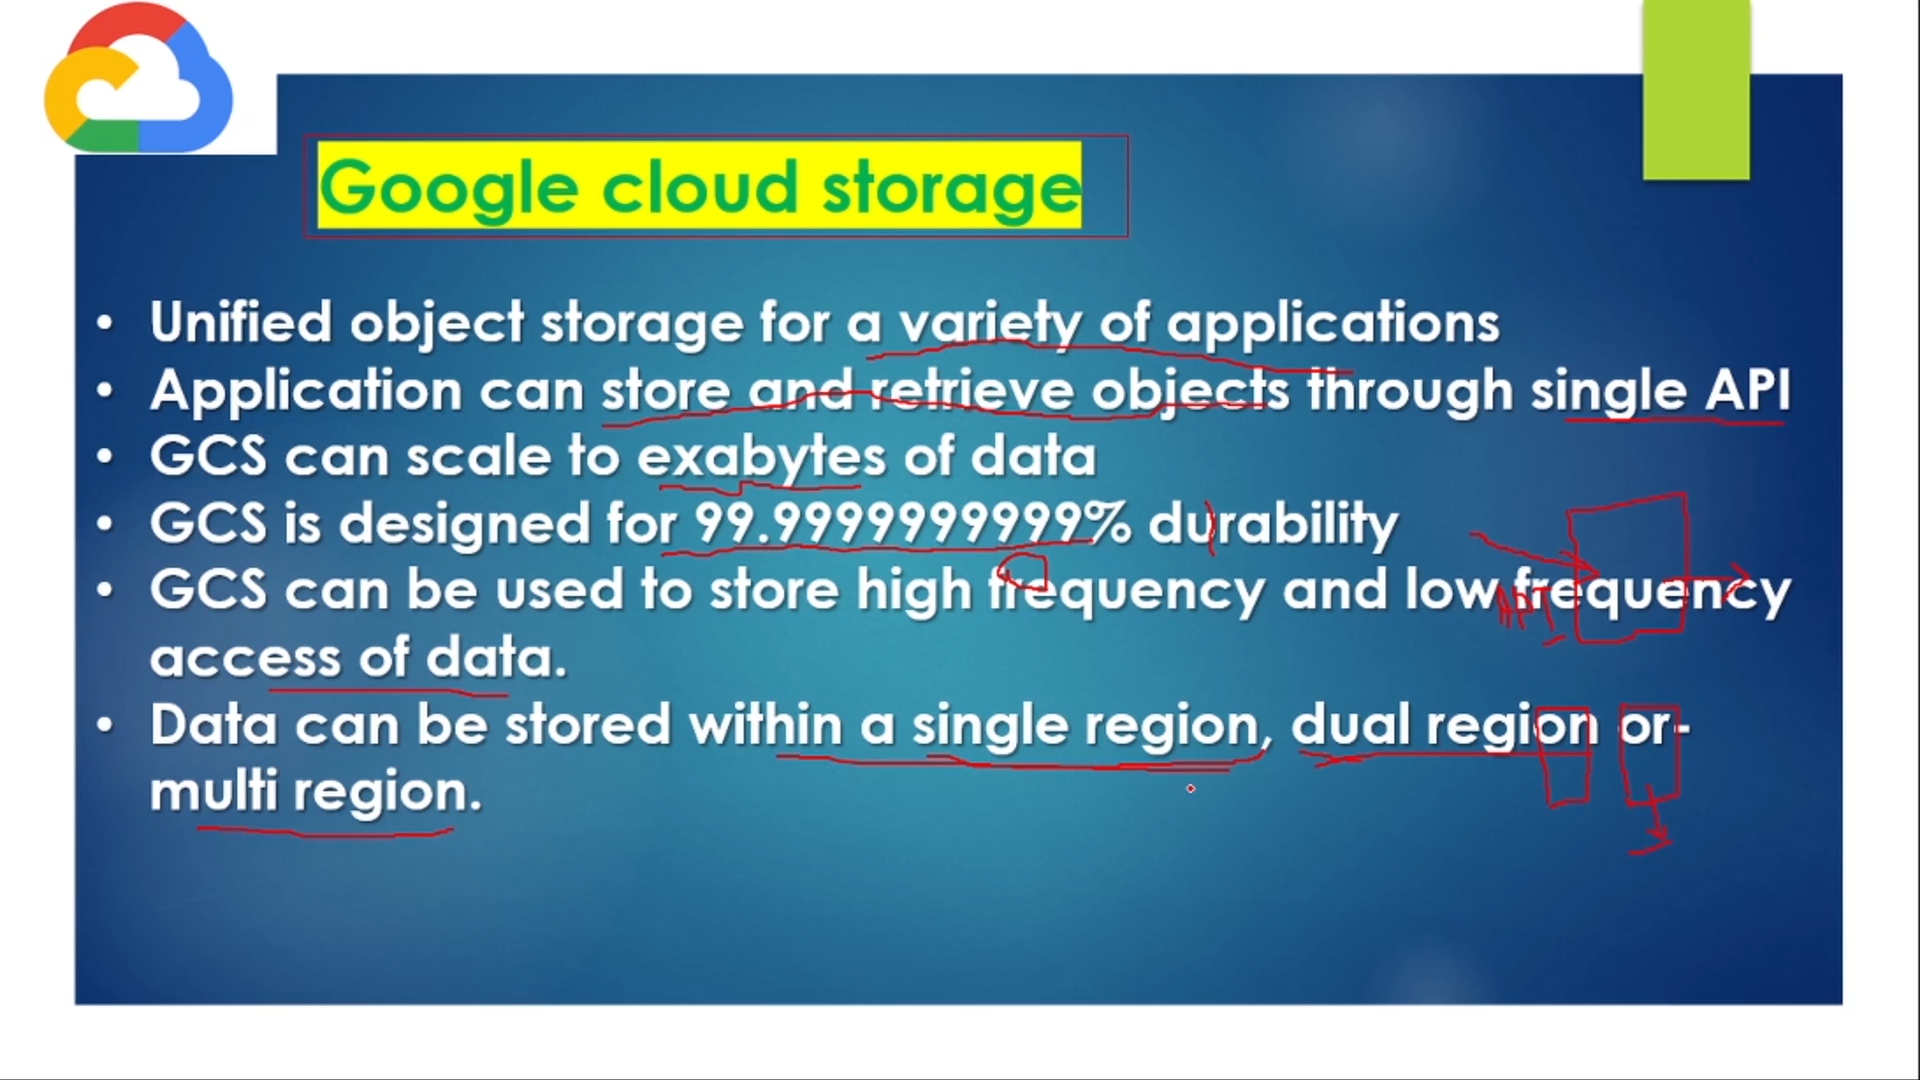 Google cloud storage
• Unified object storage for a variety of applications
• Application can store and retrieve objects through single API
• GCS can scale to exabytes of data
• GCS is designed for 99.99999999999% durability
• GCS can be used to store high frequency and low frequency
access of data.
API
• Data can be stored within a single region, dual region or-
multi region.